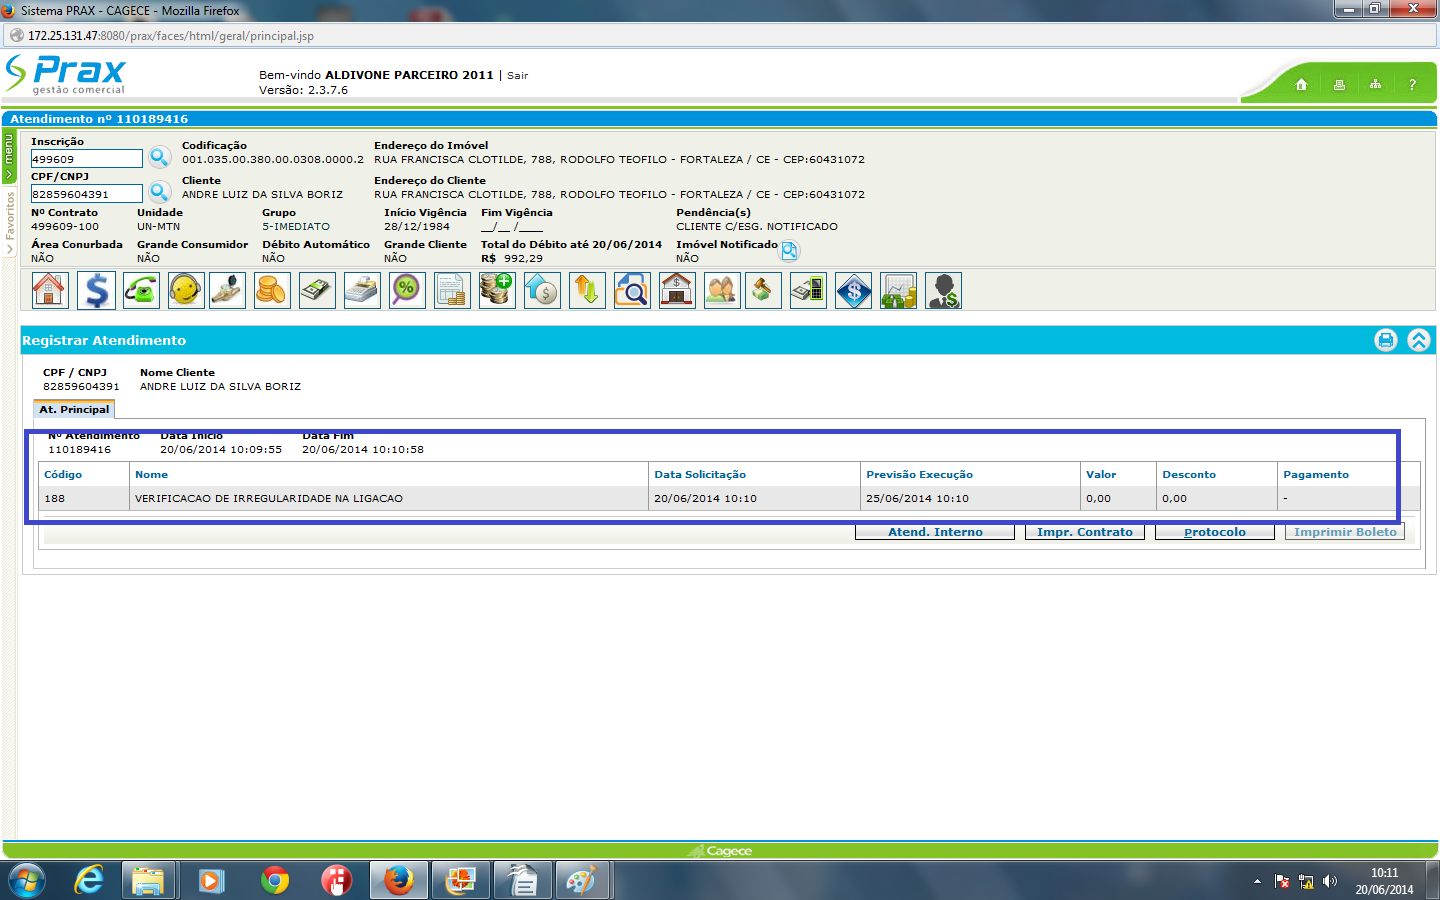 Sistema PRAX - CAGECE - Mozilla Firefox
172.25.131.47:8080/prax/faces/html/geral/principal.jsp
Prax
gestão comercial
Bem-vindo ALDIVONE PARCEIRO 2011 | Sair
Versão: 2.3.7.6
?
Atendimento nº 110189416
menu
Favoritos
Inscrição Codificação Endereço do Imóvel
499609 001.035.00.380.00.0308.0000.2 RUA FRANCISCA CLOTILDE, 788, RODOLFO TEOFILO - FORTALEZA / CE - CEP:60431072
CPF/CNPJ Cliente Endereço do Cliente
82859604391 ANDRE LUIZ DA SILVA BORIZ RUA FRANCISCA CLOTILDE, 788, RODOLFO TEOFILO - FORTALEZA / CE - CEP:60431072
Nº Contrato Unidade Grupo Início Vigência Fim Vigência Pendência(s)
499609-100 UN-MTN 5-IMEDIATO 28/12/1984 __/__ /____ CLIENTE C/ESG. NOTIFICADO
Área Conurbada Grande Consumidor Débito Automático Grande Cliente Total do Débito até 20/06/2014 Imóvel Notificado
NÃO NÃO NÃO NÃO R$ 992,29 NÃO
Registrar Atendimento
CPF / CNPJ Nome Cliente
82859604391 ANDRE LUIZ DA SILVA BORIZ
At. Principal
Nº Atendimento Data Início Data Fim
110189416 20/06/2014 10:09:55 20/06/2014 10:10:58
Código Nome Data Solicitação Previsão Execução Valor Desconto Pagamento
188 VERIFICACAO DE IRREGULARIDADE NA LIGACAO 20/06/2014 10:10 25/06/2014 10:10 0,00 0,00 -
Atend. Interno Impr. Contrato Protocolo Imprimir Boleto
Cagece
10:11
20/06/2014